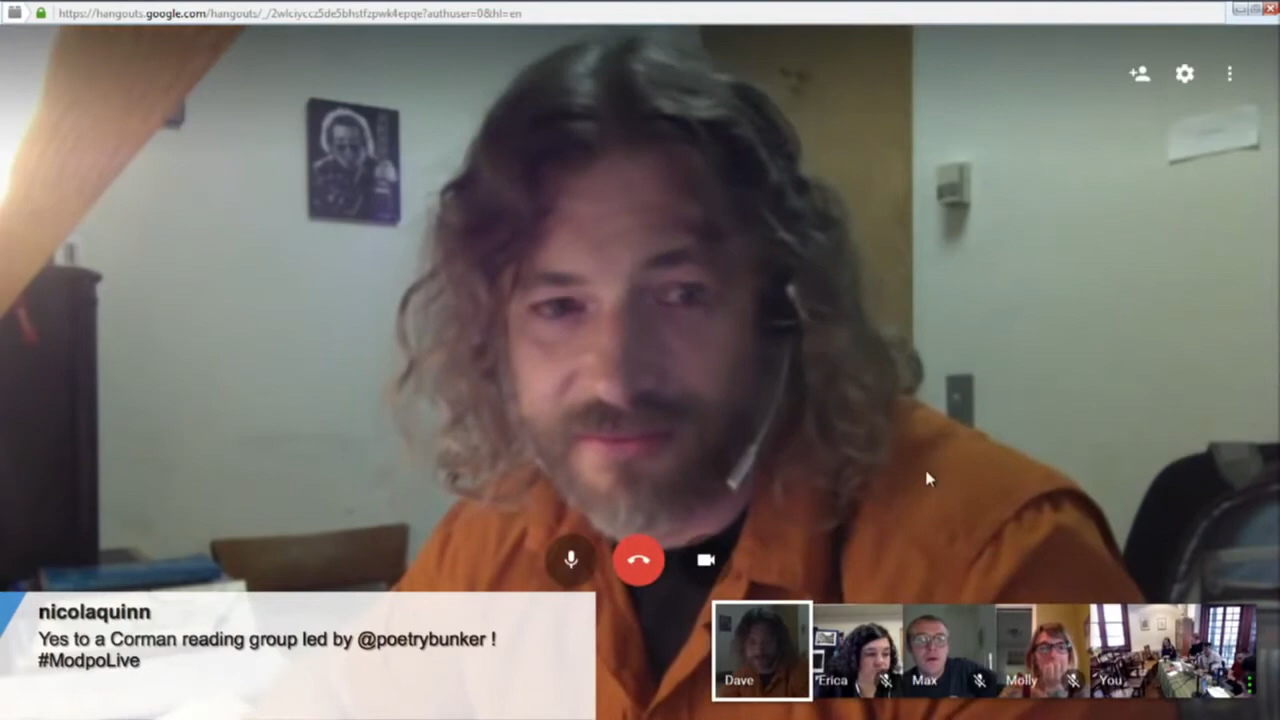 https://hangouts.google.com/hangouts/_/2wlciyccz5de5bhstfzpwk4epqe?authuser=0&hl=en
nicolaquinn
Yes to a Corman reading group led by @poetrybunker !
#ModpoLive
Dave
Erica
Max
Molly
You